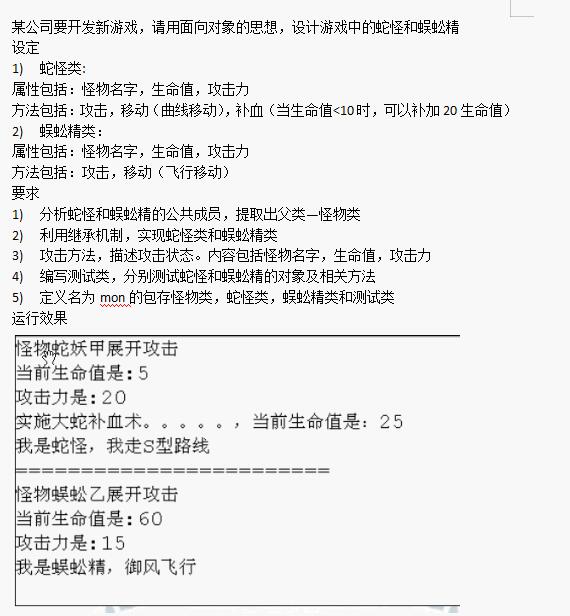 某公司要开发新游戏，请用面向对象的思想，设计游戏中的蛇怪和蜈蚣精
设定
1) 蛇怪类:
属性包括：怪物名字，生命值，攻击力
方法包括：攻击，移动（曲线移动），补血（当生命值<10时，可以补加20生命值）
2) 蜈蚣精类：
属性包括：怪物名字，生命值，攻击力
方法包括：攻击，移动（飞行移动）
要求
1) 分析蛇怪和蜈蚣精的公共成员，提取出父类—怪物类
2) 利用继承机制，实现蛇怪类和蜈蚣精类
3) 攻击方法，描述攻击状态。内容包括怪物名字，生命值，攻击力
4) 编写测试类，分别测试蛇怪和蜈蚣精的对象及相关方法
5) 定义名为 mon 的包存怪物类，蛇怪类，蜈蚣精类和测试类
运行效果
怪物蛇妖甲展开攻击
当前生命值是:5
攻击力是:20
实施大蛇补血术。。。。。，当前生命值是：25
我是蛇怪，我走S型路线
========================
怪物蜈蚣乙展开攻击
当前生命值是:60
攻击力是:15
我是蜈蚣精，御风飞行